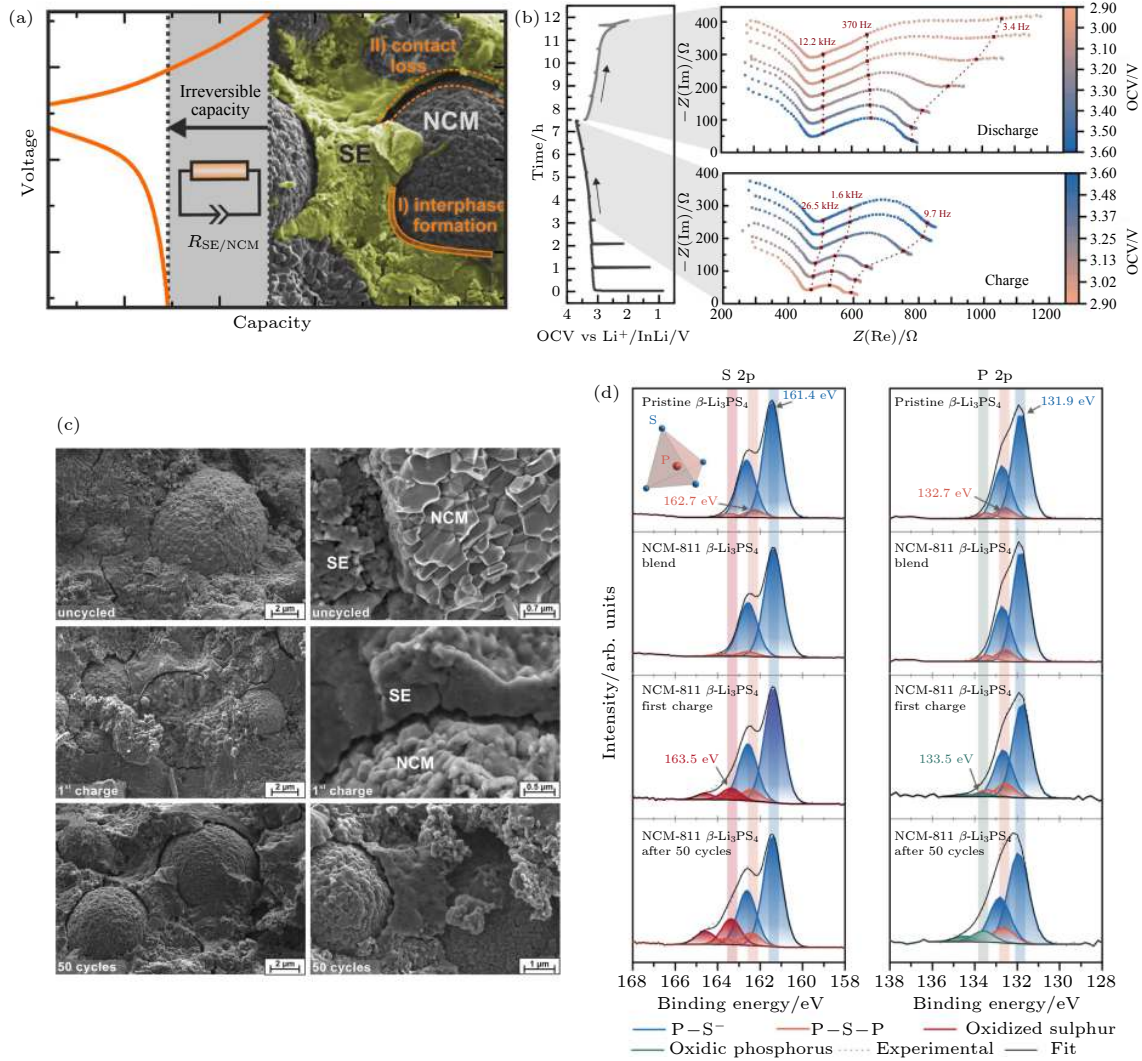 (a)
Voltage
Capacity
Irreversible
capacity
R_SE/NCM
II) contact
loss
NCM
SE
I) interphase
formation
(b)
12
11
10
9
8
7
6
5
4
3
2
1
0
Time/h
4 3 2 1
OCV vs Li⁺/InLi/V
400
300
200
100
0
−Z(Im)/Ω
12.2 kHz
370 Hz
3.4 Hz
Discharge
2.90
3.00
3.10
3.20
3.30
3.40
3.50
3.60
OCV/V
400
300
200
100
0
−Z(Im)/Ω
26.5 kHz
1.6 kHz
9.7 Hz
Charge
3.60
3.46
3.36
3.25
3.13
3.02
2.90
OCV/V
200 400 600 800 1000 1200
Z(Re)/Ω
(c)
NCM
SE
uncycled
2 µm
uncycled
0.7 µm
SE
NCM
1st charge
2 µm
1st charge
0.5 µm
50 cycles
2 µm
50 cycles
1 µm
(d)
S 2p
P 2p
Intensity/arb. units
Pristine β-Li₃PS₄
161.4 eV
S
P
162.7 eV
Pristine β-Li₃PS₄
131.9 eV
132.7 eV
NCM-811 β-Li₃PS₄
blend
NCM-811 β-Li₃PS₄
blend
NCM-811 β-Li₃PS₄
first charge
163.5 eV
NCM-811 β-Li₃PS₄
first charge
133.5 eV
NCM-811 β-Li₃PS₄
after 50 cycles
NCM-811 β-Li₃PS₄
after 50 cycles
168 166 164 162 160 158
Binding energy/eV
138 136 134 132 130 128
Binding energy/eV
P−S⁻ P−S−P Oxidized sulphur
Oxidic phosphorus Experimental Fit